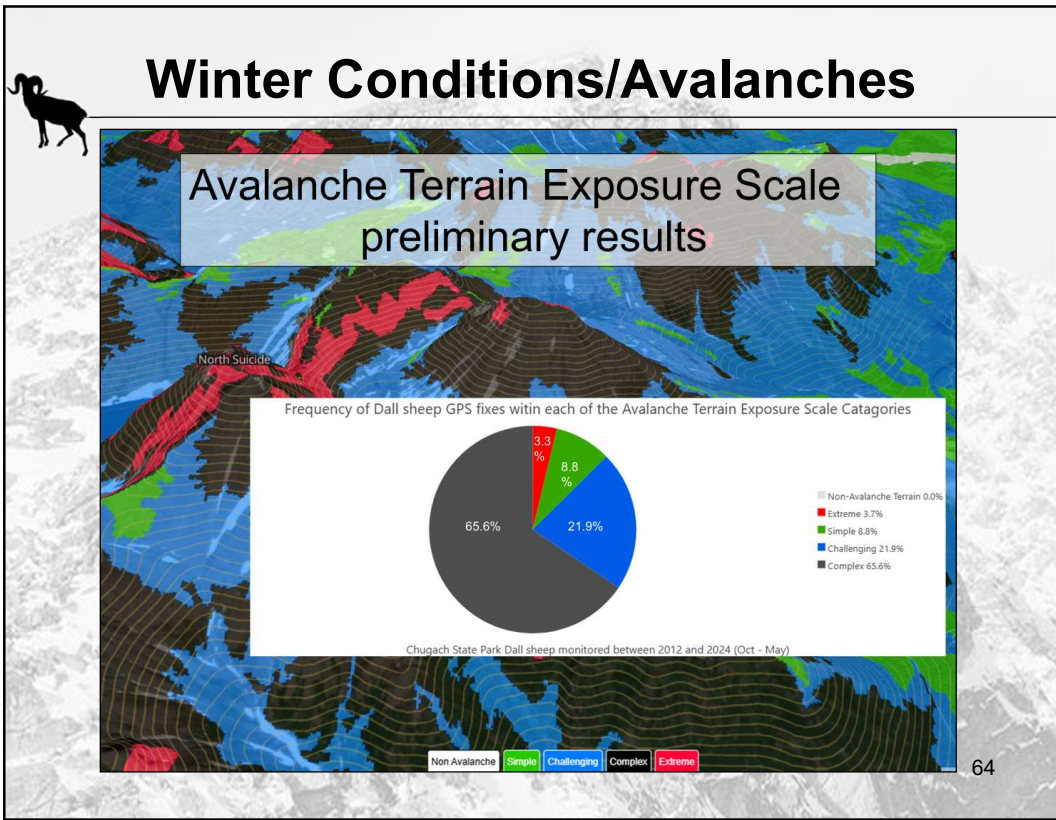 Winter Conditions/Avalanches
Avalanche Terrain Exposure Scale
preliminary results
North Suicide
Frequency of Dall sheep GPS fixes witin each of the Avalanche Terrain Exposure Scale Catagories
3.3
%
8.8
%
65.6%
21.9%
Non-Avalanche Terrain 0.0%
Extreme 3.7%
Simple 8.8%
Challenging 21.9%
Complex 65.6%
Chugach State Park Dall sheep monitored between 2012 and 2024 (Oct - May)
Non Avalanche Simple Challenging Complex Extreme
64